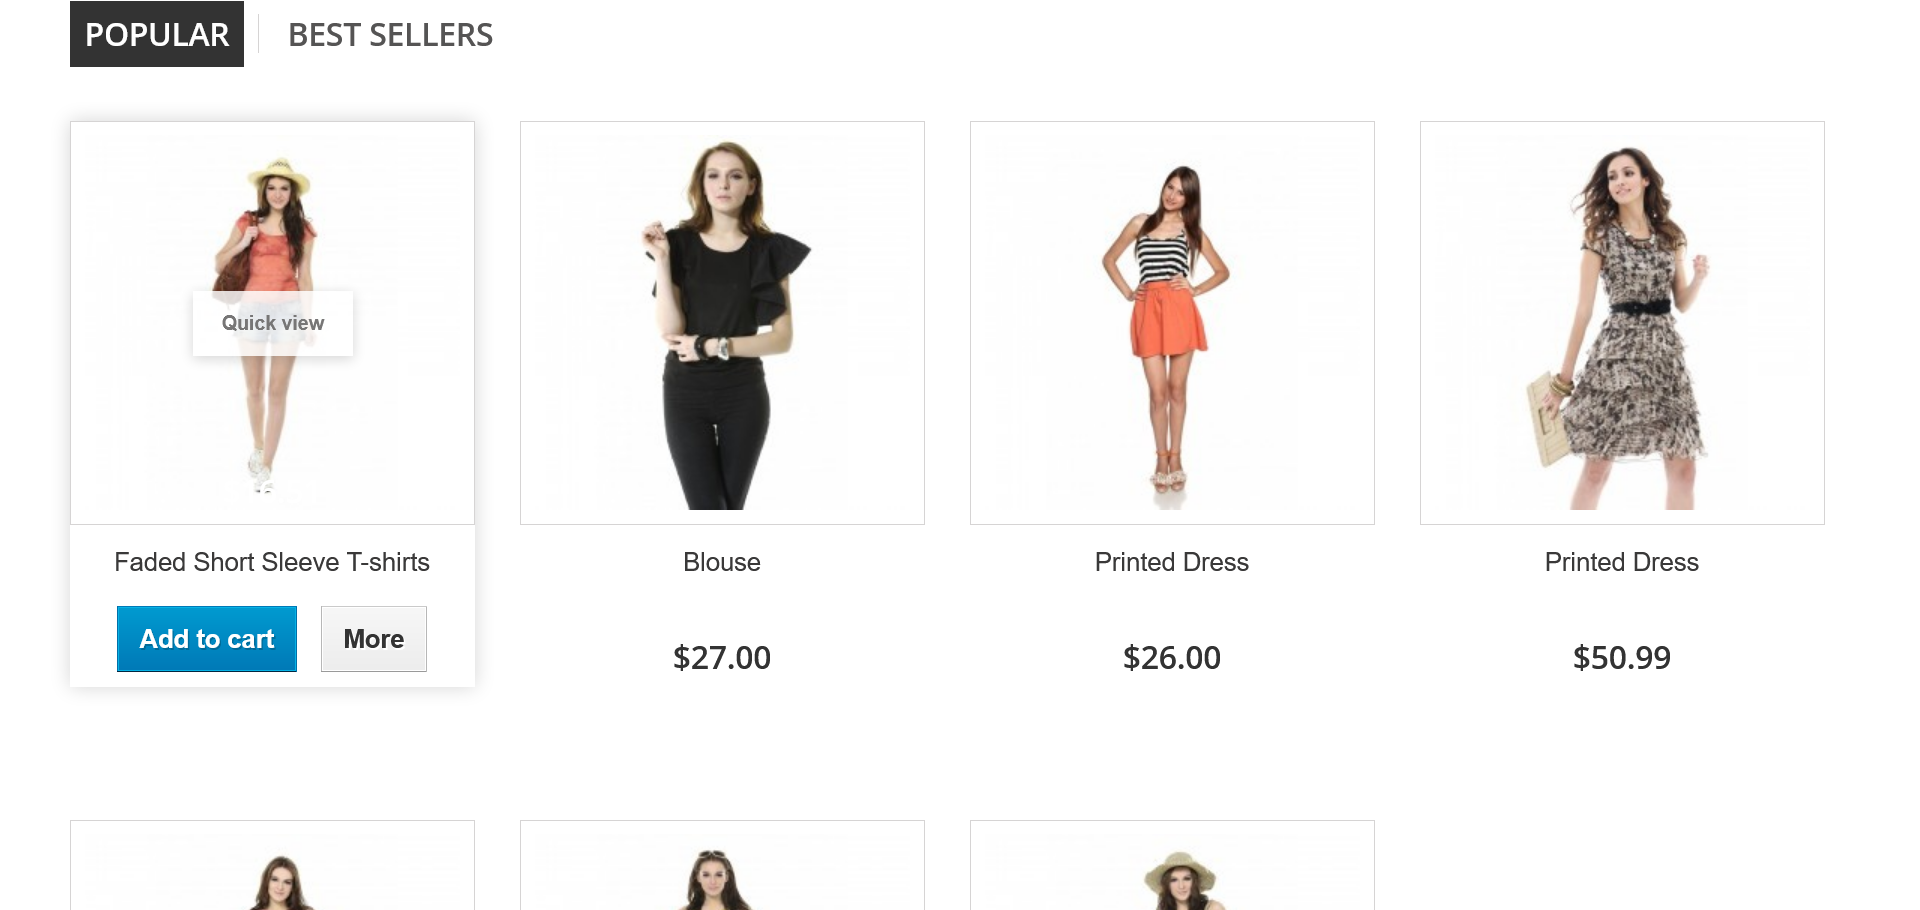 POPULAR
BEST SELLERS
Quick view
Faded Short Sleeve T-shirts
Add to cart
More
Blouse
$27.00
Printed Dress
$26.00
Printed Dress
$50.99